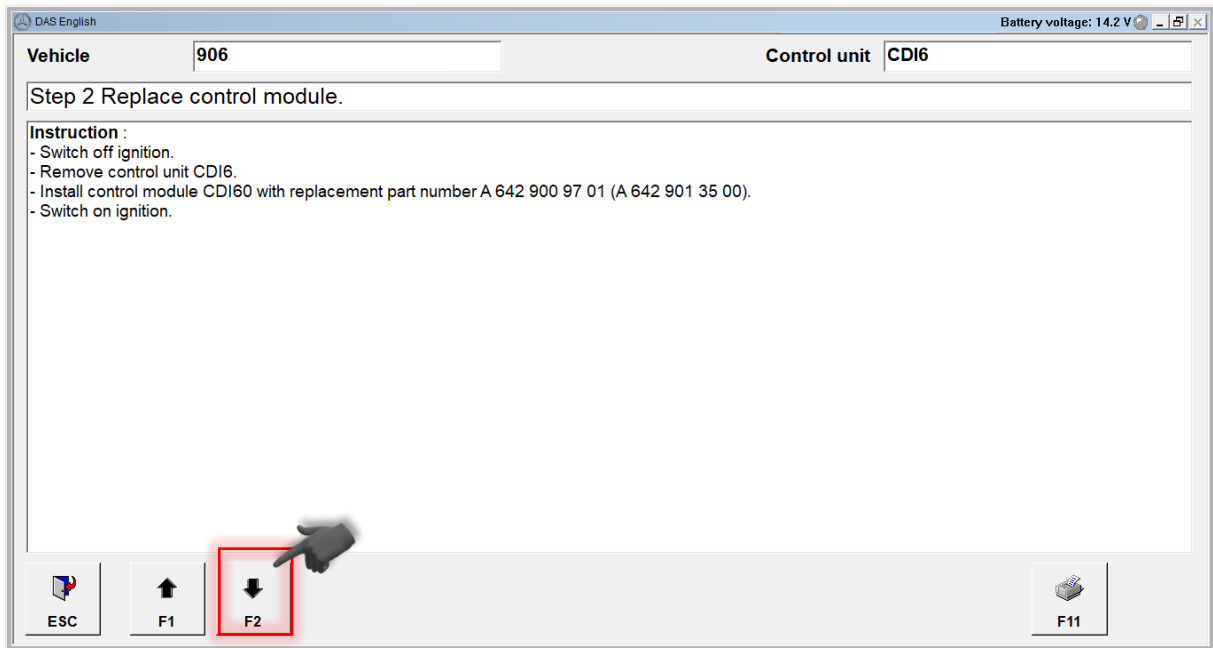 DAS English
Battery voltage: 14.2 V
Vehicle 906 Control unit CDI6
Step 2 Replace control module.
Instruction :
- Switch off ignition.
- Remove control unit CDI6.
- Install control module CDI60 with replacement part number A 642 900 97 01 (A 642 901 35 00).
- Switch on ignition.
ESC F1 F2 F11